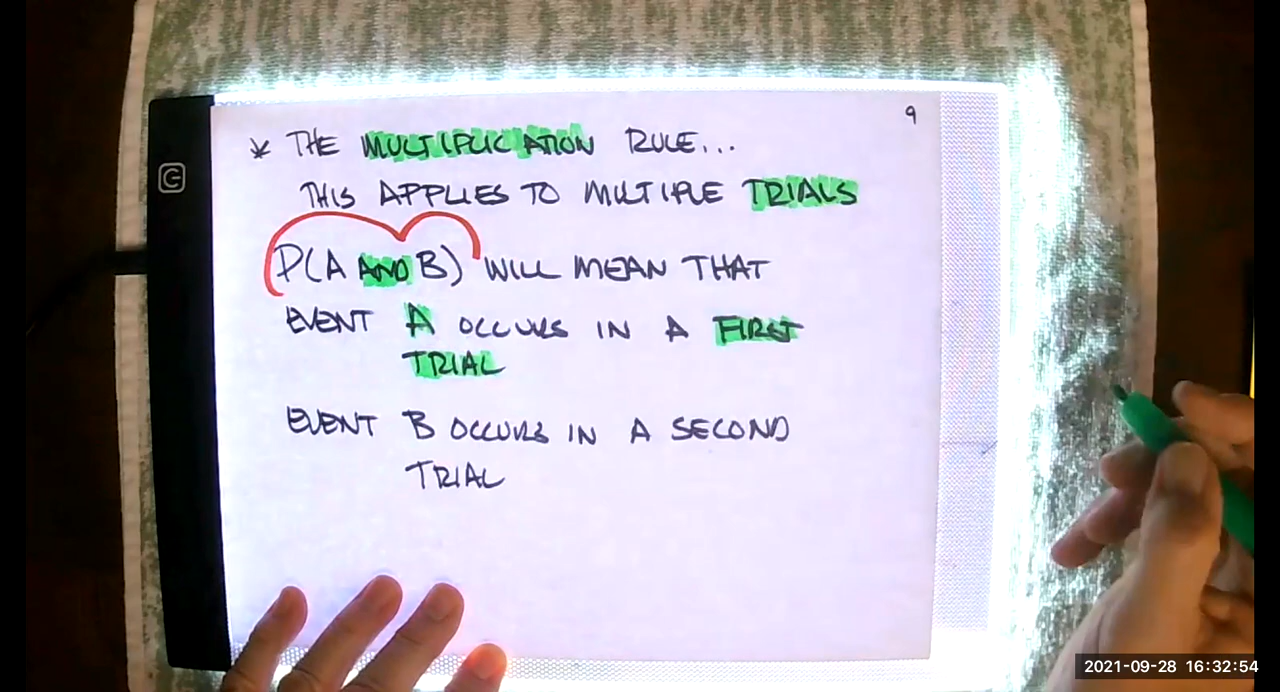 9
* THE MULTIPLICATION RULE...
THIS APPLIES TO MULTIPLE TRIALS
P(A AND B) WILL MEAN THAT
EVENT A OCCURS IN A FIRST
TRIAL
EVENT B OCCURS IN A SECOND
TRIAL
2021-09-28 16:32:54